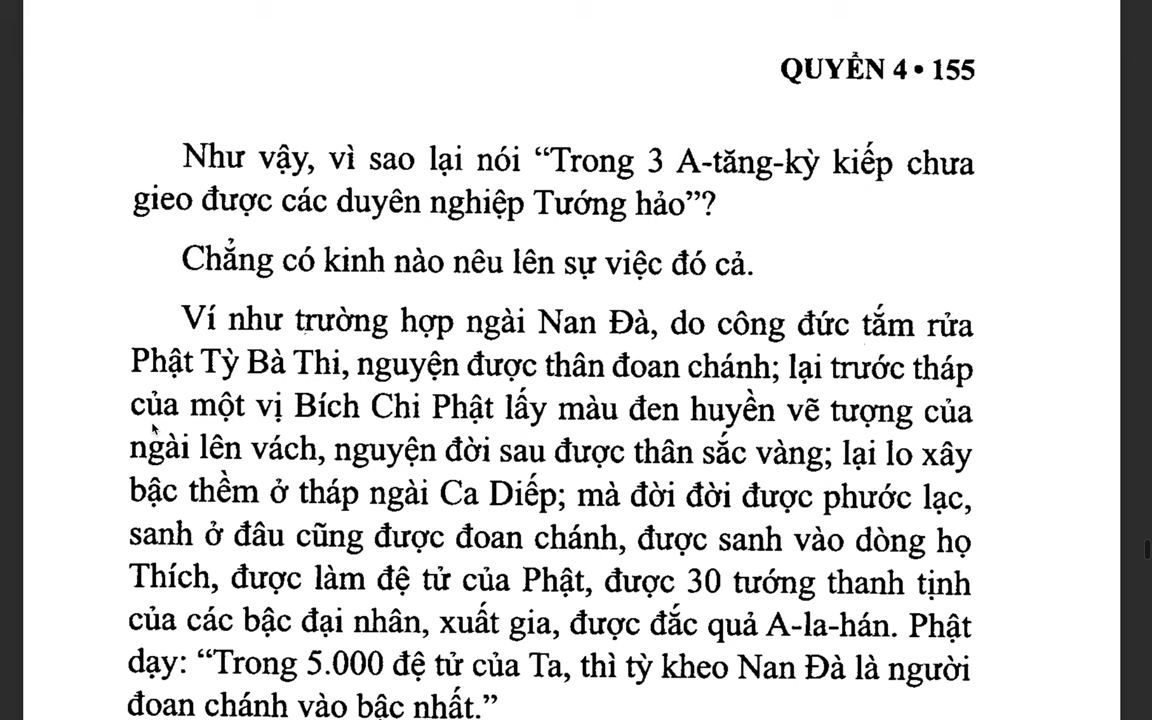 QUYỂN 4 • 155
Như vậy, vì sao lại nói “Trong 3 A-tăng-kỳ kiếp chưa
gieo được các duyên nghiệp Tướng hảo”?
Chẳng có kinh nào nêu lên sự việc đó cả.
Ví như trường hợp ngài Nan Đà, do công đức tắm rửa
Phật Tỳ Bà Thi, nguyện được thân đoan chánh; lại trước tháp
của một vị Bích Chi Phật lấy màu đen huyền vẽ tượng của
ngài lên vách, nguyện đời sau được thân sắc vàng; lại lo xây
bậc thềm ở tháp ngài Ca Diếp; mà đời đời được phước lạc,
sanh ở đâu cũng được đoan chánh, được sanh vào dòng họ
Thích, được làm đệ tử của Phật, được 30 tướng thanh tịnh
của các bậc đại nhân, xuất gia, được đắc quả A-la-hán. Phật
dạy: “Trong 5.000 đệ tử của Ta, thì tỳ kheo Nan Đà là người
đoan chánh vào bậc nhất.”